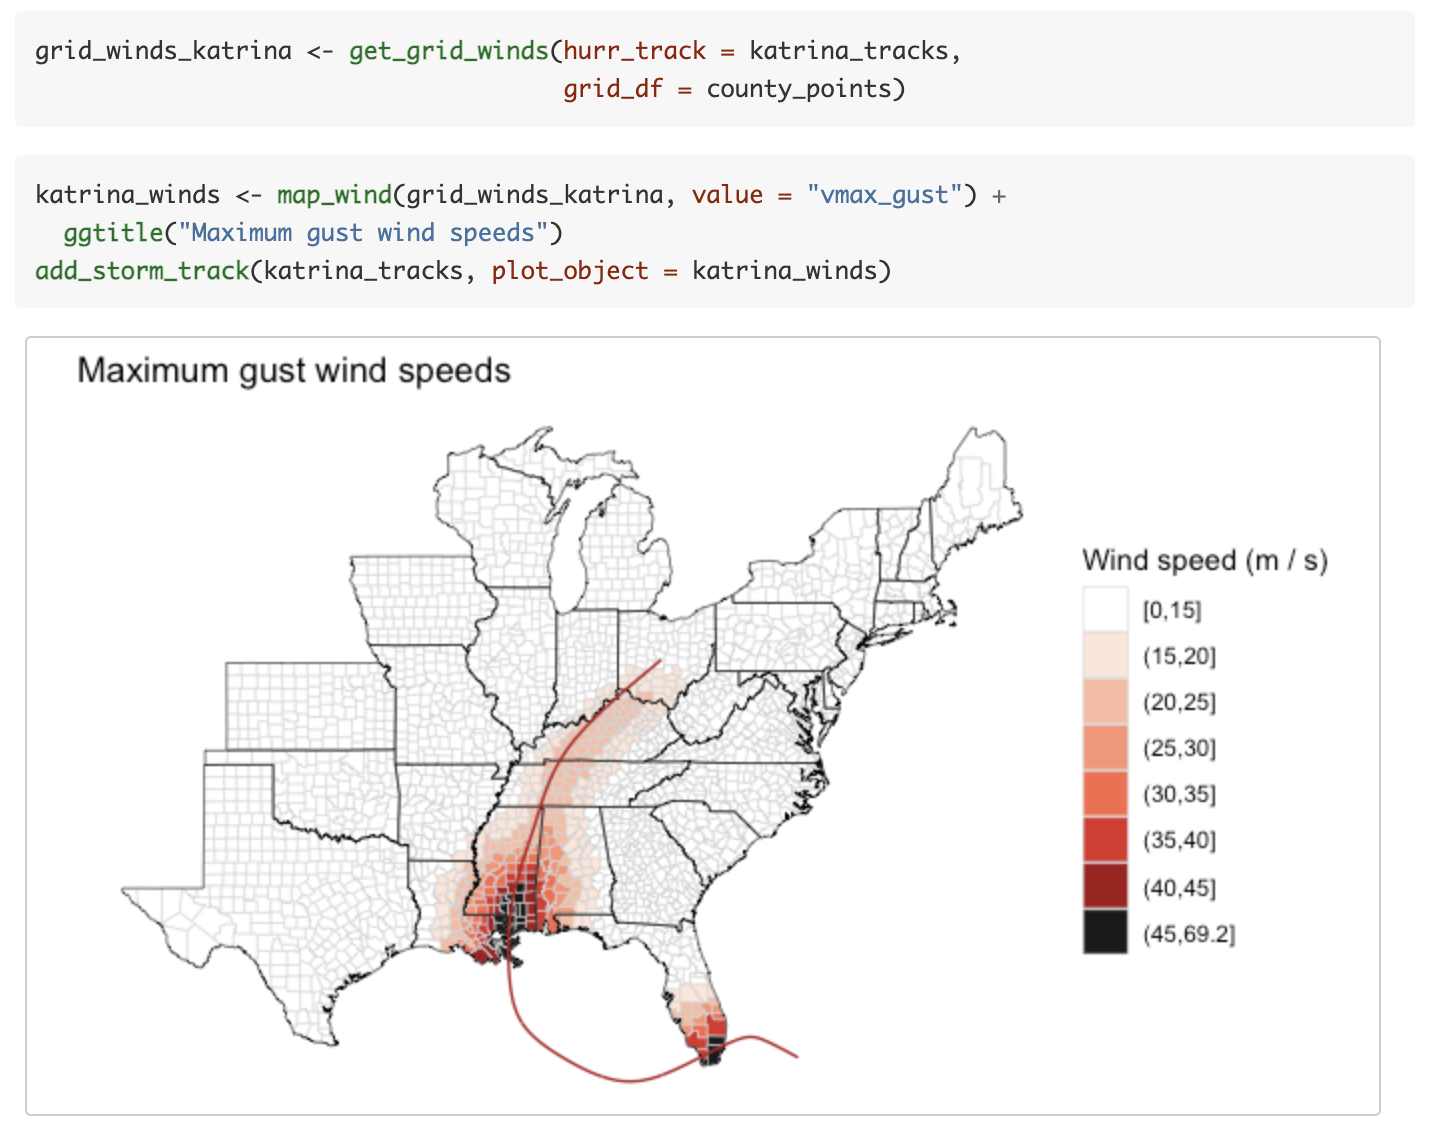 grid_winds_katrina <- get_grid_winds(hurr_track = katrina_tracks,
grid_df = county_points)
katrina_winds <- map_wind(grid_winds_katrina, value = "vmax_gust") +
ggtitle("Maximum gust wind speeds")
add_storm_track(katrina_tracks, plot_object = katrina_winds)
Maximum gust wind speeds
Wind speed (m / s)
[0,15]
(15,20]
(20,25]
(25,30]
(30,35]
(35,40]
(40,45]
(45,69.2]